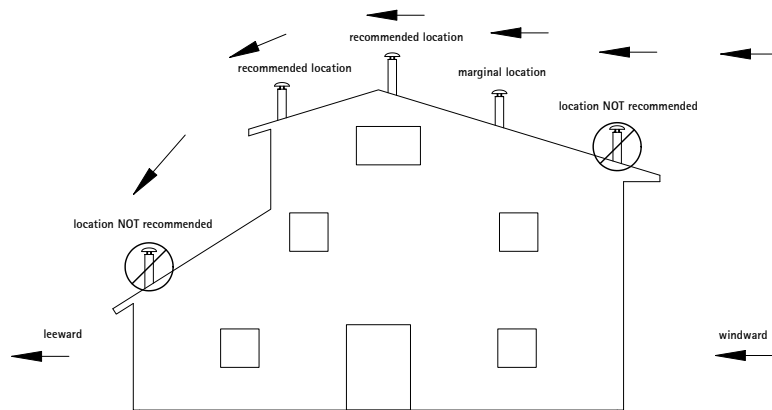 recommended location
recommended location
marginal location
location NOT recommended
location NOT recommended
leeward
windward